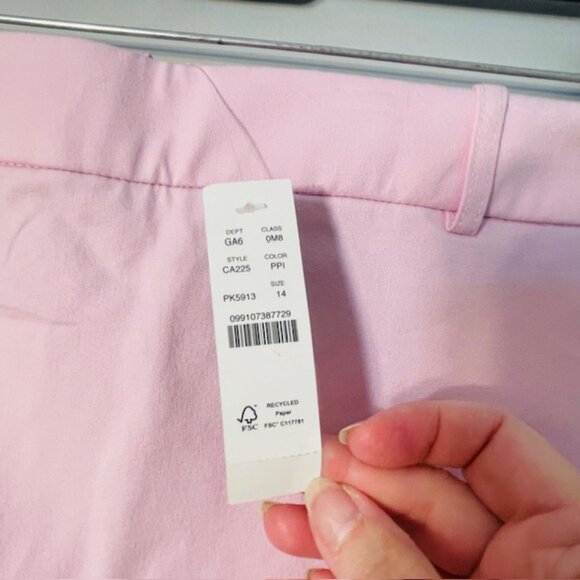 DEPT CLASS
GA6 0M8
STYLE COLOR
CA225 PPI
SIZE
PK5913 14
099107387729
RECYCLED
Paper
FSC FSC® C117781